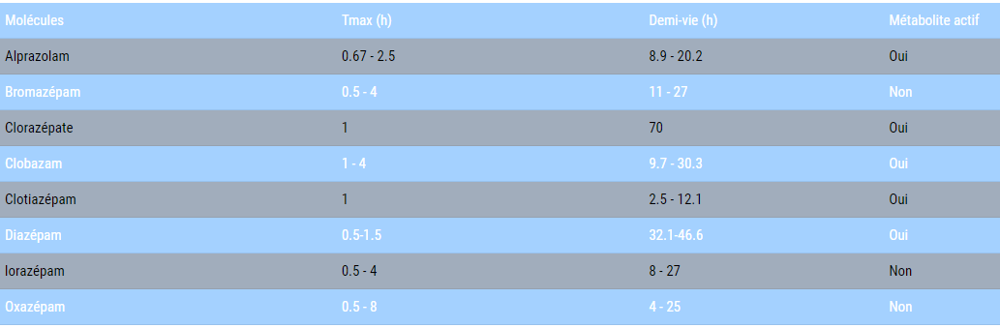 Molécules Tmax (h) Demi-vie (h) Métabolite actif
Alprazolam 0.67 - 2.5 8.9 - 20.2 Oui
Bromazépam 0.5 - 4 11 - 27 Non
Clorazépate 1 70 Oui
Clobazam 1 - 4 9.7 - 30.3 Oui
Clotiazépam 1 2.5 - 12.1 Oui
Diazépam 0.5-1.5 32.1-46.6 Oui
lorazépam 0.5 - 4 8 - 27 Non
Oxazépam 0.5 - 8 4 - 25 Non